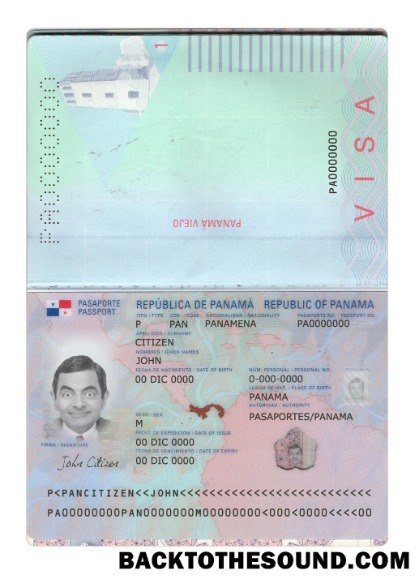 PA0000000
1
PANAMÁ VIEJO
PA0000000
VISA
PASAPORTE
PASSPORT
REPÚBLICA DE PANAMÁ REPUBLIC OF PANAMA
TIPO / TYPE COD. / CODE. NACIONALIDAD / NATIONALITY PASAPORTE NO. PASSPORT NO.
P PAN PANAMENA PA0000000
APELLIDOS / SURNAME
CITIZEN
NOMBRES / GIVEN NAMES
JOHN
FECHA DE NACIMIENTO / DATE OF BIRTH NUM. PERSONAL / PERSONAL NO.
00 DIC 0000 0-000-0000
LUGAR DE NAC. / PLACE OF BIRTH
PANAMA
SEXO / SEX AUTORIDAD / AUTHORITY
M PASAPORTES/PANAMA
FECHA DE EXPEDICIÓN / DATE OF ISSUE
00 DIC 0000
FECHA DE VENCIMIENTO / DATE OF EXPIRY
00 DIC 0000
FIRMA / SIGNATURE
John Citizen
P<PANCITIZEN<<JOHN<<<<<<<<<<<<<<<<<<<<<<<<<<
PA00000000PAN0000000M00000000<000<0000<<<<00
BACKTOTHESOUND.COM